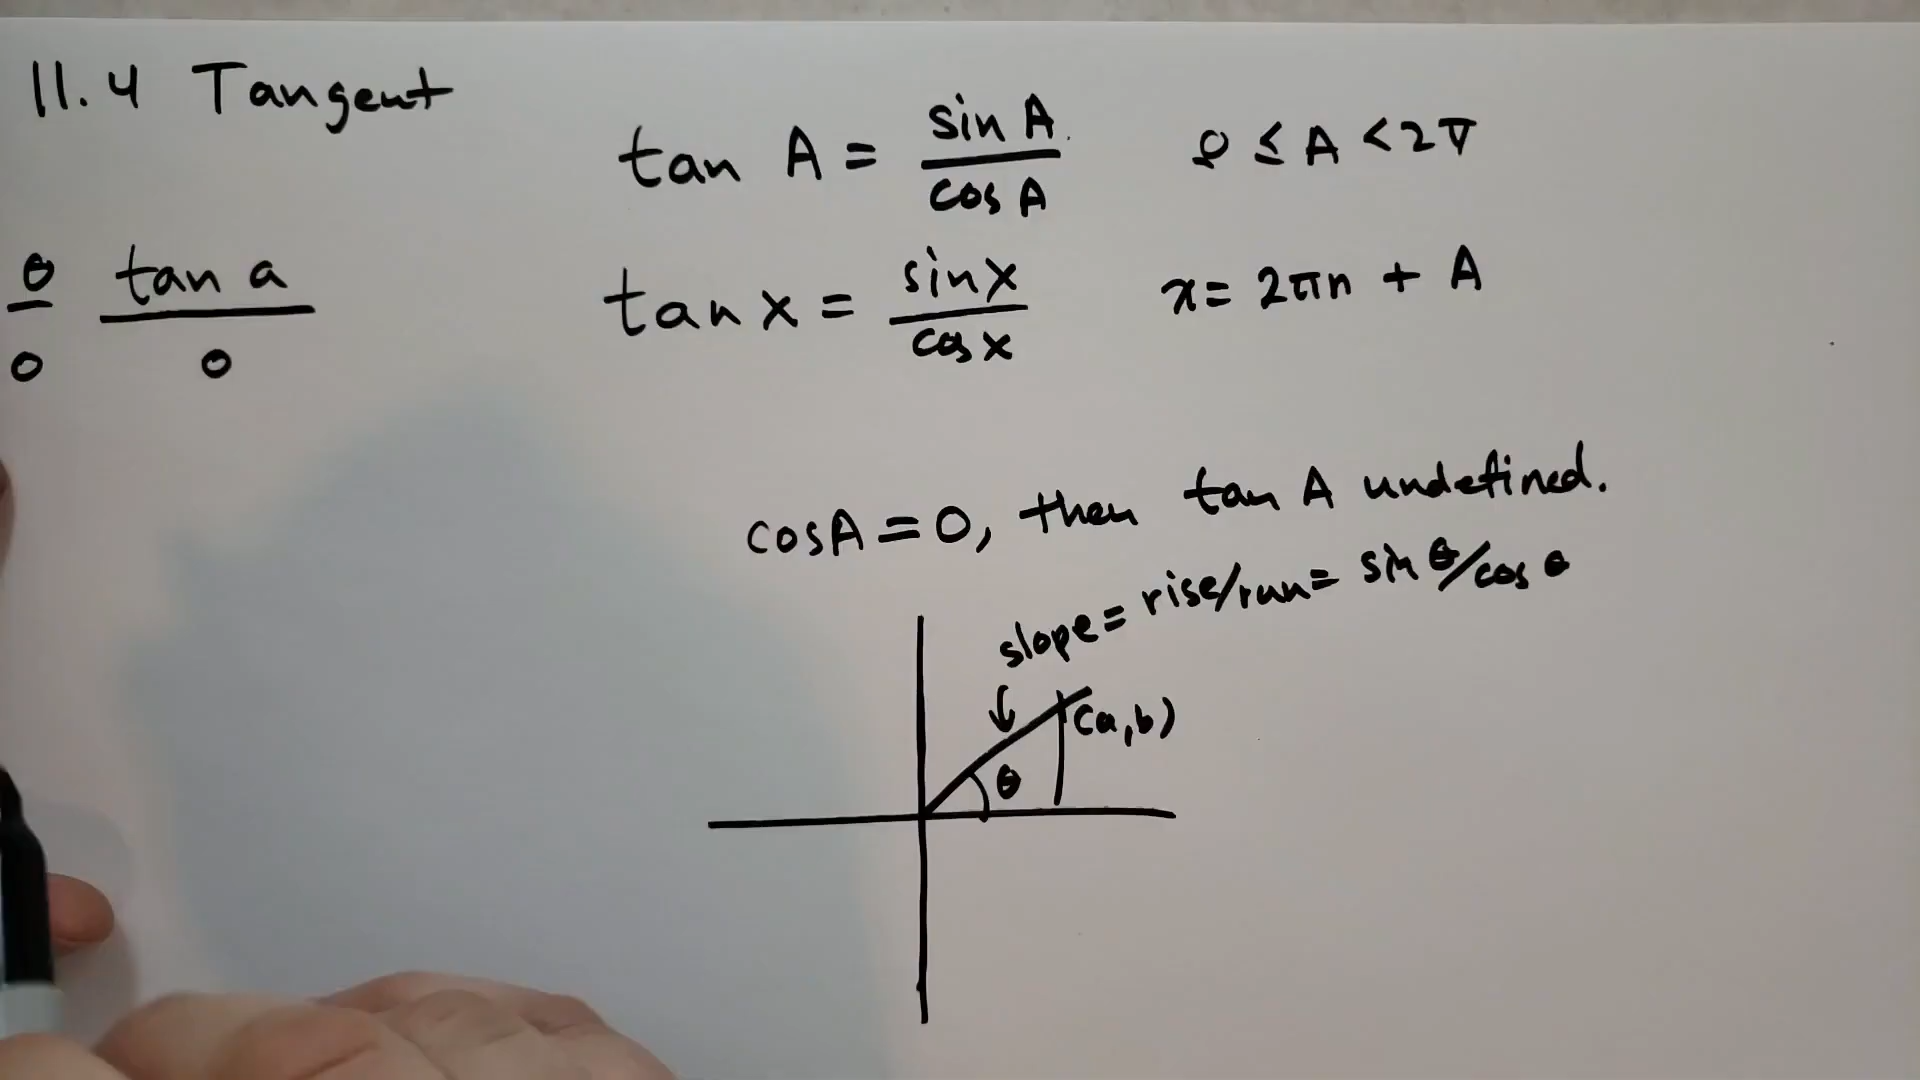 11.4 Tangent
tan A = sin A / cos A   0 ≤ A < 2π
θ   tan a
0   0
tan x = sin x / cos x   x = 2πn + A
cos A = 0, then tan A undefined.
slope = rise/run = sin θ/cos θ
(a,b)
θ